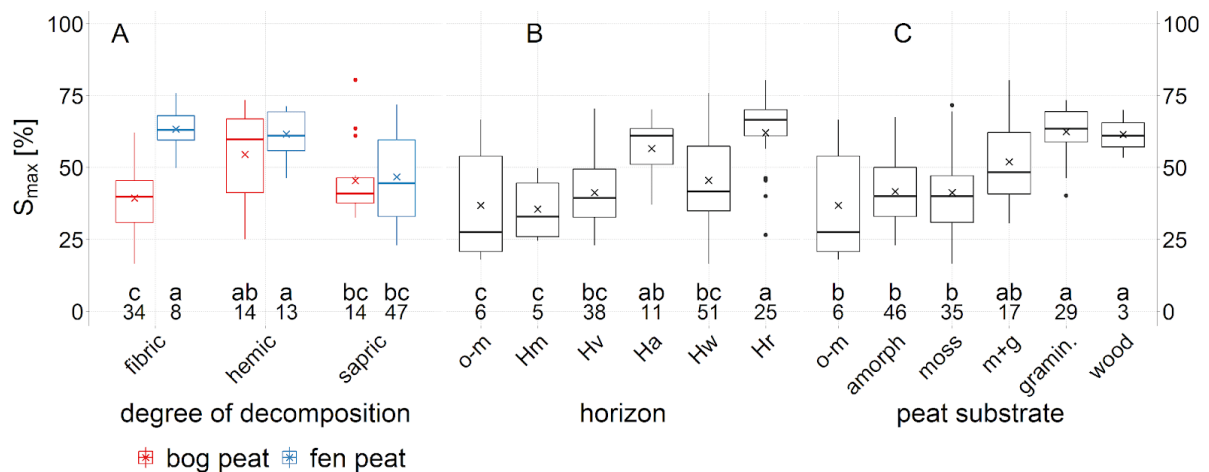 100 A B C 100
75 75
50 50
25 25
0 0
Smax [%]
c a ab a bc bc c c bc ab bc a b b b ab a a
34 8 14 13 14 47 6 5 38 11 51 25 6 46 35 17 29 3
fibric hemic sapric o-m Hm Hv Ha Hw Hr o-m amorph moss m+g gramin. wood
degree of decomposition horizon peat substrate
bog peat fen peat